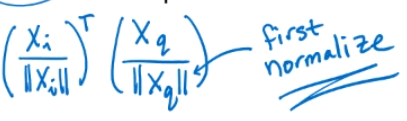 (Xᵢ / ||Xᵢ||)ᵀ (X_q / ||X_q||)
first
normalize